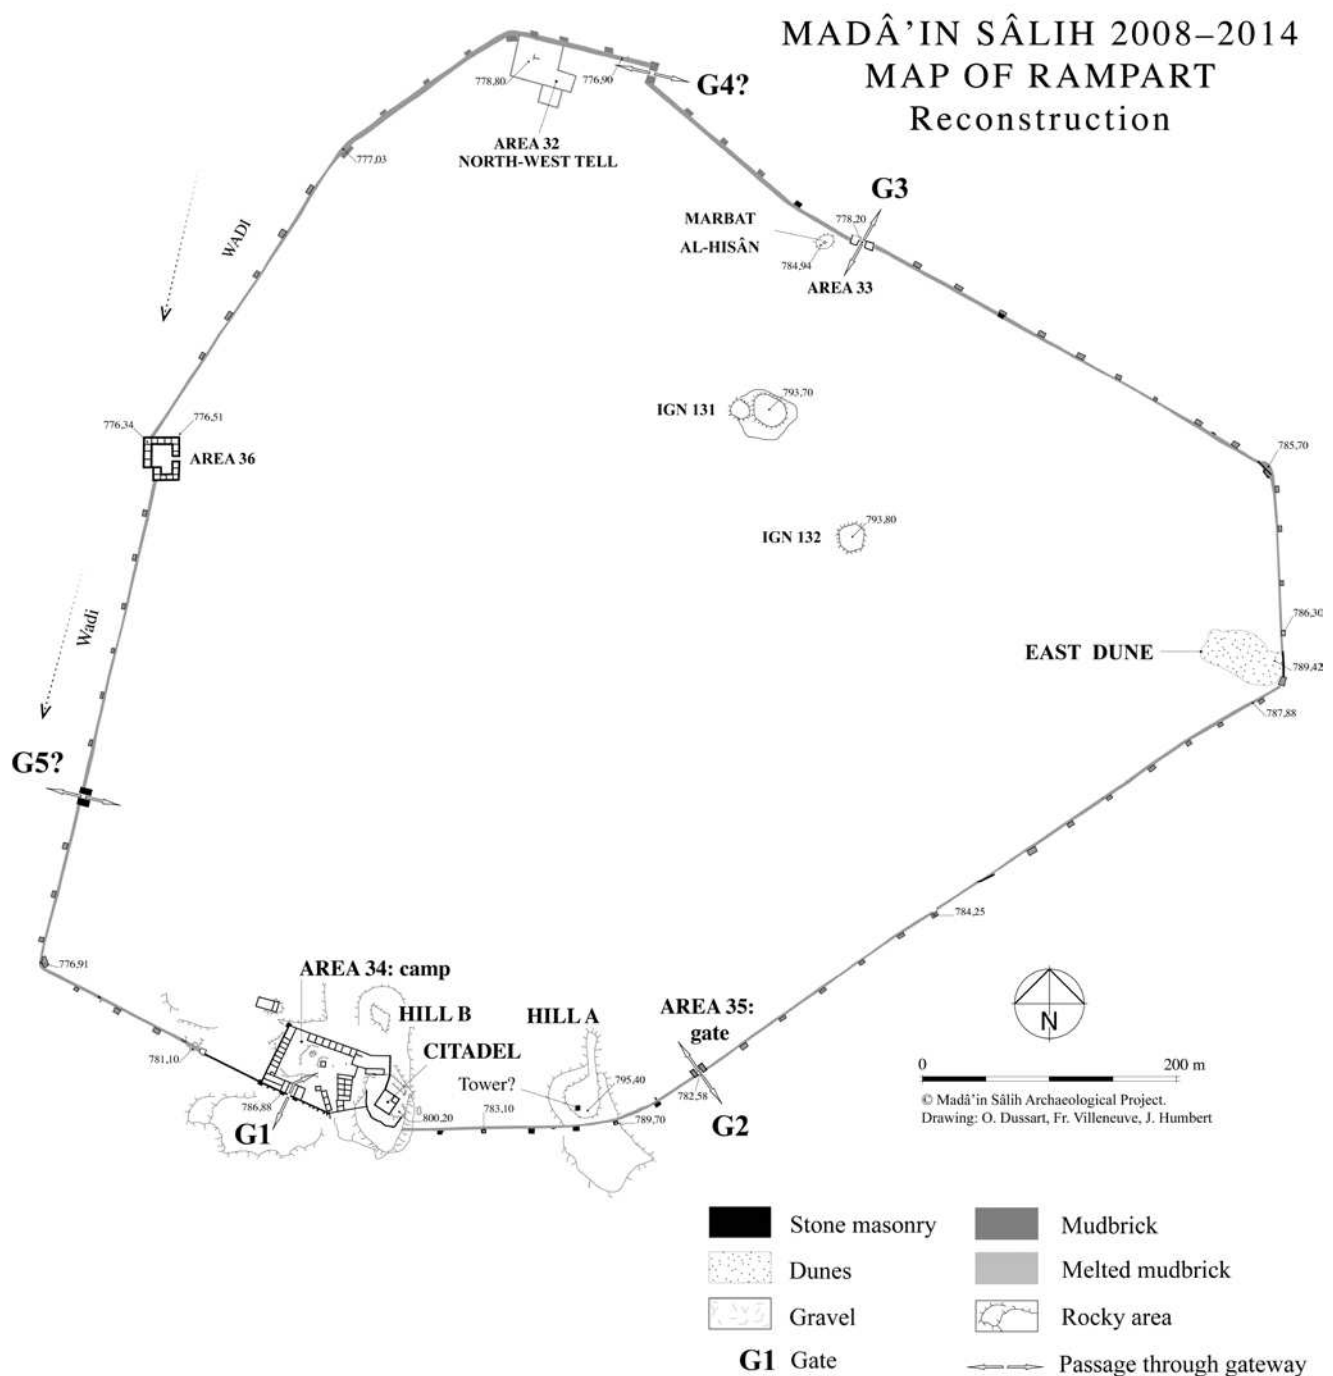 MADÂ’IN SÂLIH 2008–2014
MAP OF RAMPART
Reconstruction
778,80
776,90
G4?
AREA 32
NORTH-WEST TELL
777,03
WADI
G3
MARBAT
AL-HISÂN
778,20
784,94
AREA 33
IGN 131
793,70
776,34
776,51
AREA 36
785,70
IGN 132
793,80
Wadi
786,30
EAST DUNE
789,42
787,88
G5?
784,25
776,91
AREA 34: camp
HILL B
CITADEL
HILL A
AREA 35:
gate
Tower?
795,40
781,10
786,88
G1
800,20
783,10
789,70
782,58
G2
N
0
200 m
© Madâ’in Sâlih Archaeological Project.
Drawing: O. Dussart, Fr. Villeneuve, J. Humbert
Stone masonry
Mudbrick
Dunes
Melted mudbrick
Gravel
Rocky area
G1 Gate
Passage through gateway